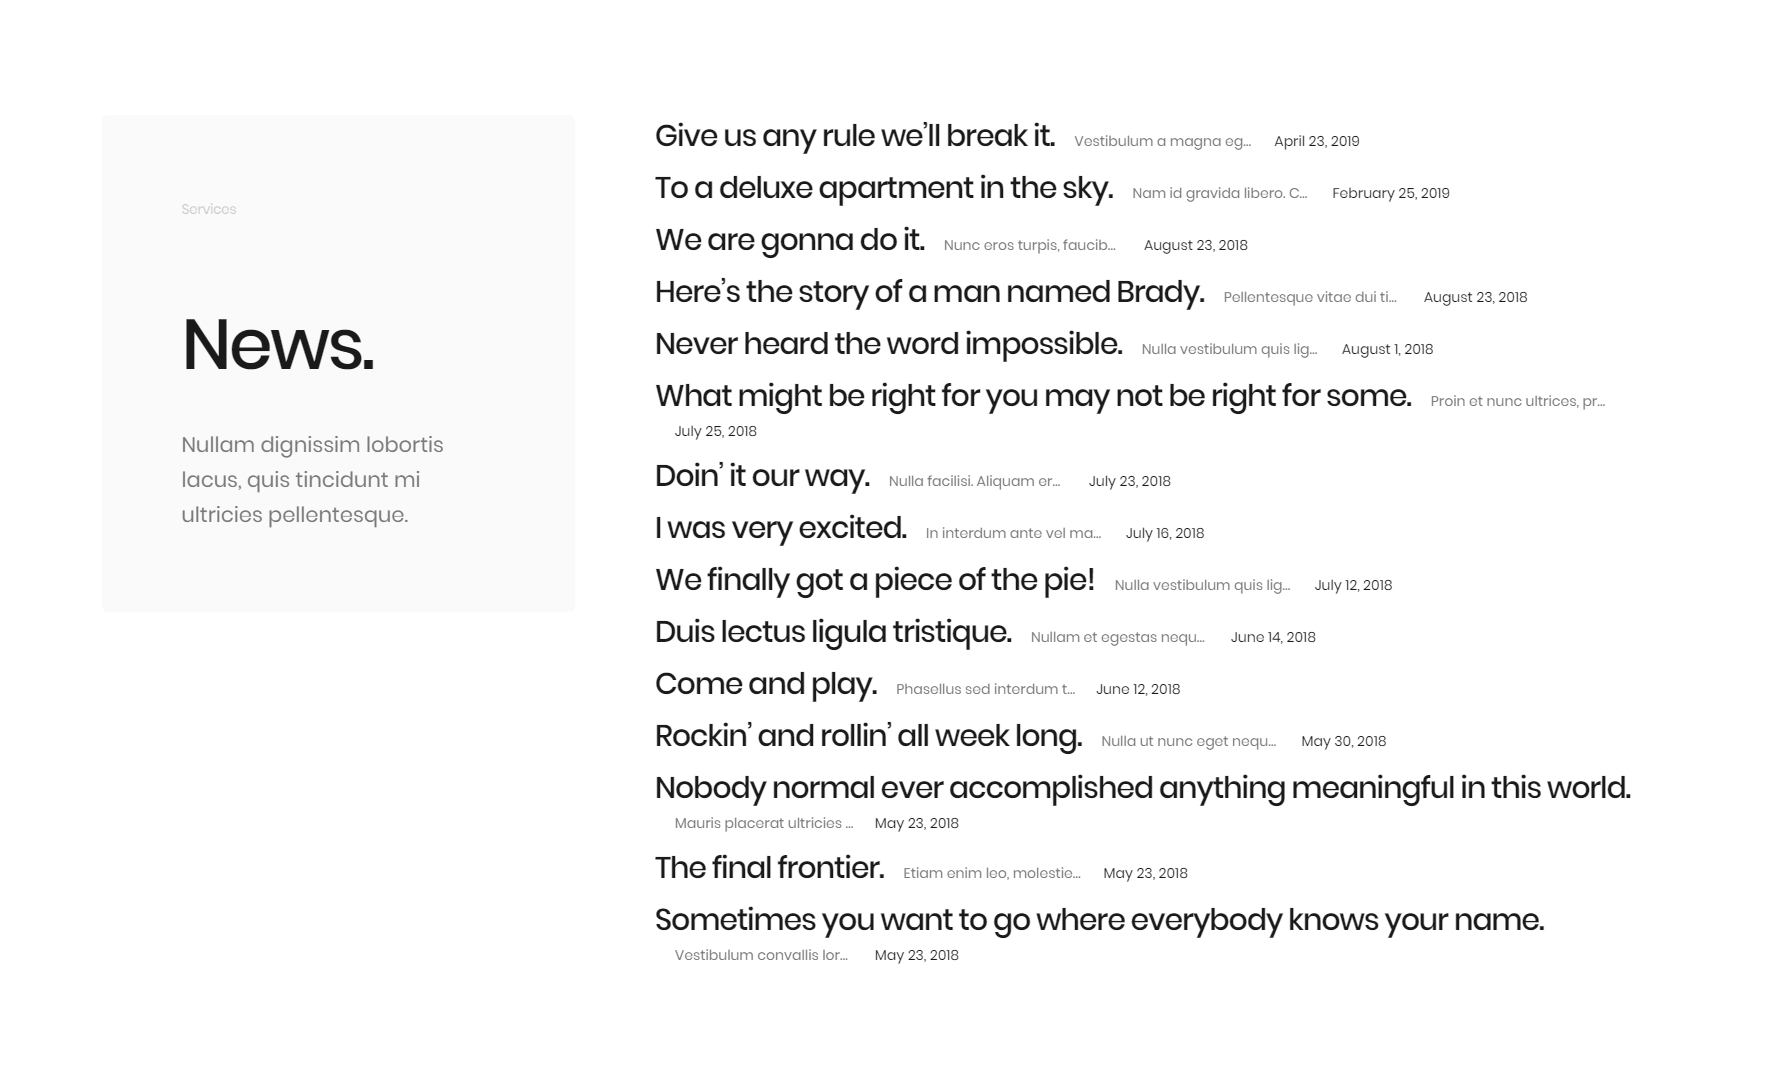 Services
News.
Nullam dignissim lobortis
lacus, quis tincidunt mi
ultricies pellentesque.
Give us any rule we’ll break it. Vestibulum a magna eg... April 23, 2019
To a deluxe apartment in the sky. Nam id gravida libero. C... February 25, 2019
We are gonna do it. Nunc eros turpis, faucib... August 23, 2018
Here’s the story of a man named Brady. Pellentesque vitae dui ti... August 23, 2018
Never heard the word impossible. Nulla vestibulum quis lig... August 1, 2018
What might be right for you may not be right for some. Proin et nunc ultrices, pr...
July 25, 2018
Doin’ it our way. Nulla facilisi. Aliquam er... July 23, 2018
I was very excited. In interdum ante vel ma... July 16, 2018
We finally got a piece of the pie! Nulla vestibulum quis lig... July 12, 2018
Duis lectus ligula tristique. Nullam et egestas nequ... June 14, 2018
Come and play. Phasellus sed interdum t... June 12, 2018
Rockin’ and rollin’ all week long. Nulla ut nunc eget nequ... May 30, 2018
Nobody normal ever accomplished anything meaningful in this world.
Mauris placerat ultricies ... May 23, 2018
The final frontier. Etiam enim leo, molestie... May 23, 2018
Sometimes you want to go where everybody knows your name.
Vestibulum convallis lor... May 23, 2018